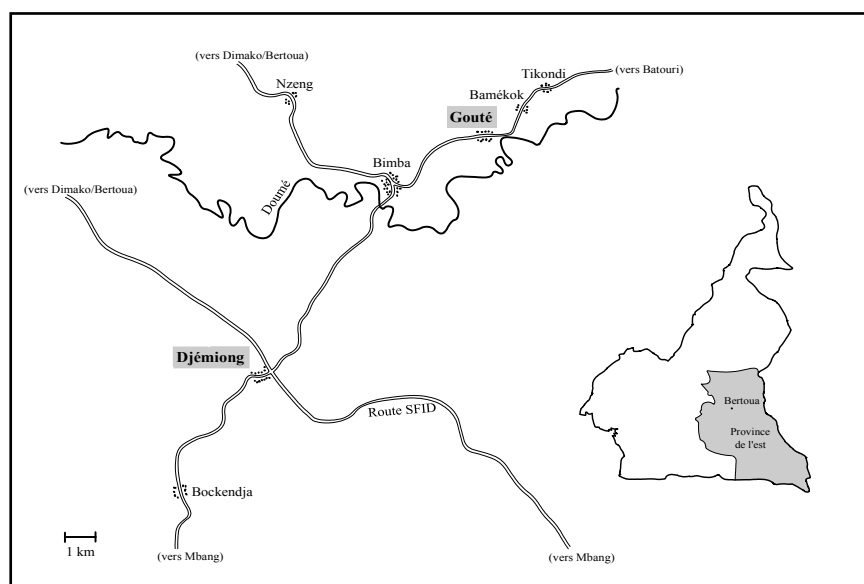 (vers Dimako/Bertoua)
Tikondi
(vers Batouri)
Nzeng
Bamékok
Gouté
Bimba
(vers Dimako/Bertoua)
Doumé
Djémiong
Route SFID
Bertoua
Province
de l'est
Bockendja
1 km
(vers Mbang)
(vers Mbang)